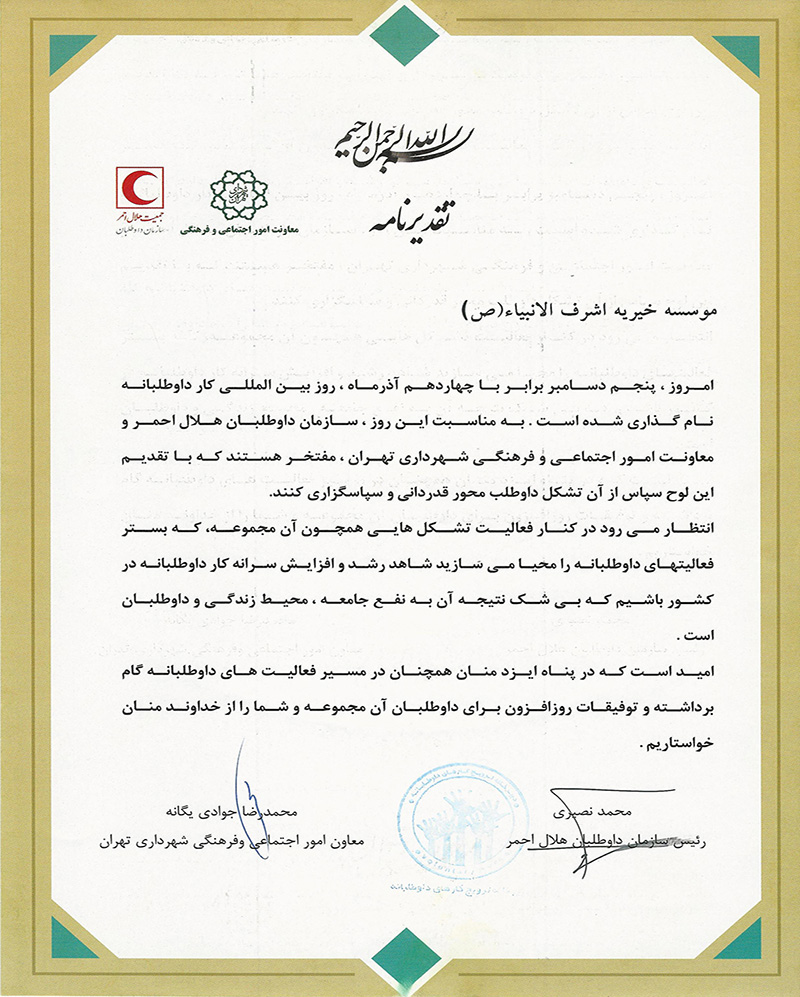 بسم الله الرحمن الرحیم
تقدیرنامه
جمعیت هلال احمر
سازمان داوطلبان
شهرداری تهران
معاونت امور اجتماعی و فرهنگی
موسسه خیریه اشرف الانبیاء(ص)
امروز ، پنجم دسامبر برابر با چهاردهم آذرماه ، روز بین المللی کار داوطلبانه
نام گذاری شده است . به مناسبت این روز ، سازمان داوطلبان هلال احمر و
معاونت امور اجتماعی و فرهنگی شهرداری تهران ، مفتخر هستند که با تقدیم
این لوح سپاس از آن تشکل داوطلب محور قدردانی و سپاسگزاری کنند.
انتظار می رود در کنار فعالیت تشکل هایی همچون آن مجموعه، که بستر
فعالیتهای داوطلبانه را محیا می سازید شاهد رشد و افزایش سرانه کار داوطلبانه در
کشور باشیم که بی شک نتیجه آن به نفع جامعه ، محیط زندگی و داوطلبان
است .
امید است که در پناه ایزد منان همچنان در مسیر فعالیت های داوطلبانه گام
برداشته و توفیقات روزافزون برای داوطلبان آن مجموعه و شما را از خداوند منان
خواستاریم .
محمد نصیری
رئیس سازمان داوطلبان هلال احمر
محمدرضا جوادی یگانه
معاون امور اجتماعی وفرهنگی شهرداری تهران
ترویج کارهای داوطلبانه